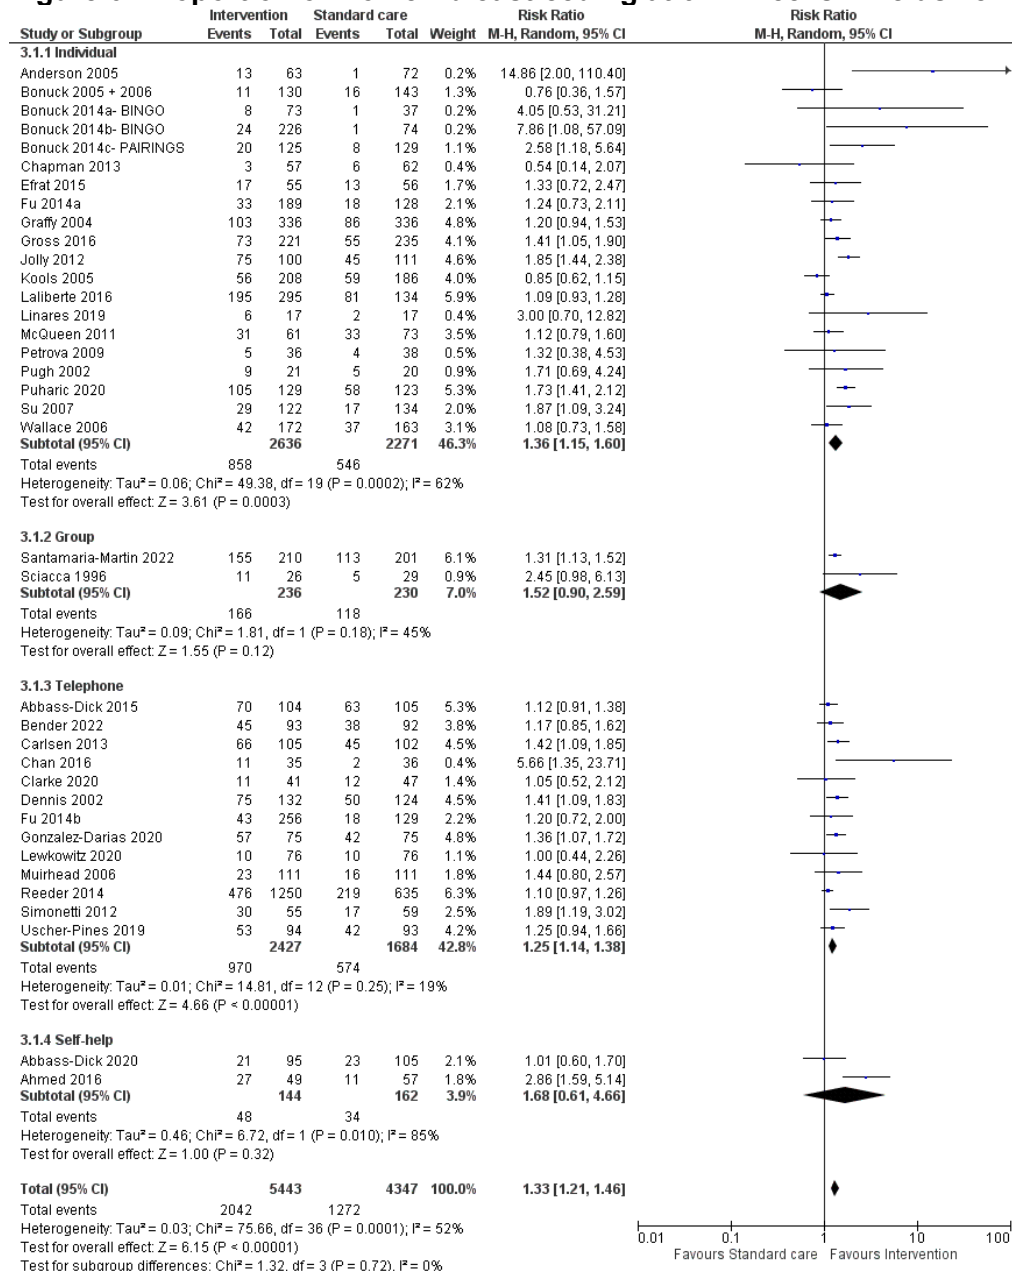 Intervention Standard care Risk Ratio Risk Ratio
Study or Subgroup Events Total Events Total Weight M-H, Random, 95% CI M-H, Random, 95% CI
3.1.1 Individual
Anderson 2005 13 63 1 72 0.2% 14.86 [2.00, 110.40]
Bonuck 2005 + 2006 11 130 16 143 1.3% 0.76 [0.36, 1.57]
Bonuck 2014a- BINGO 8 73 1 37 0.2% 4.05 [0.53, 31.21]
Bonuck 2014b- BINGO 24 226 1 74 0.2% 7.86 [1.08, 57.09]
Bonuck 2014c- PAIRINGS 20 125 8 129 1.1% 2.58 [1.18, 5.64]
Chapman 2013 3 57 6 62 0.4% 0.54 [0.14, 2.07]
Efrat 2015 17 55 13 56 1.7% 1.33 [0.72, 2.47]
Fu 2014a 33 189 18 128 2.1% 1.24 [0.73, 2.11]
Graffy 2004 103 336 86 336 4.8% 1.20 [0.94, 1.53]
Gross 2016 73 221 55 235 4.1% 1.41 [1.05, 1.90]
Jolly 2012 75 100 45 111 4.6% 1.85 [1.44, 2.38]
Kools 2005 56 208 59 186 4.0% 0.85 [0.62, 1.15]
Laliberte 2016 195 295 81 134 5.9% 1.09 [0.93, 1.28]
Linares 2019 6 17 2 17 0.4% 3.00 [0.70, 12.82]
McQueen 2011 31 61 33 73 3.5% 1.12 [0.79, 1.60]
Petrova 2009 5 36 4 38 0.5% 1.32 [0.38, 4.53]
Pugh 2002 9 21 5 20 0.9% 1.71 [0.69, 4.24]
Puharic 2020 105 129 58 123 5.3% 1.73 [1.41, 2.12]
Su 2007 29 122 17 134 2.0% 1.87 [1.09, 3.24]
Wallace 2006 42 172 37 163 3.1% 1.08 [0.73, 1.58]
Subtotal (95% CI) 2636 2271 46.3% 1.36 [1.15, 1.60]
Total events 858 546
Heterogeneity: Tau² = 0.06; Chi² = 49.38, df = 19 (P = 0.0002); I² = 62%
Test for overall effect: Z = 3.61 (P = 0.0003)
3.1.2 Group
Santamaria-Martin 2022 155 210 113 201 6.1% 1.31 [1.13, 1.52]
Sciacca 1996 11 26 5 29 0.9% 2.45 [0.98, 6.13]
Subtotal (95% CI) 236 230 7.0% 1.52 [0.90, 2.59]
Total events 166 118
Heterogeneity: Tau² = 0.09; Chi² = 1.81, df = 1 (P = 0.18); I² = 45%
Test for overall effect: Z = 1.55 (P = 0.12)
3.1.3 Telephone
Abbass-Dick 2015 70 104 63 105 5.3% 1.12 [0.91, 1.38]
Bender 2022 45 93 38 92 3.8% 1.17 [0.85, 1.62]
Carlsen 2013 66 105 45 102 4.5% 1.42 [1.09, 1.85]
Chan 2016 11 35 2 36 0.4% 5.66 [1.35, 23.71]
Clarke 2020 11 41 12 47 1.4% 1.05 [0.52, 2.12]
Dennis 2002 75 132 50 124 4.5% 1.41 [1.09, 1.83]
Fu 2014b 43 256 18 129 2.2% 1.20 [0.72, 2.00]
Gonzalez-Darias 2020 57 75 42 75 4.8% 1.36 [1.07, 1.72]
Lewkowitz 2020 10 76 10 76 1.1% 1.00 [0.44, 2.26]
Muirhead 2006 23 111 16 111 1.8% 1.44 [0.80, 2.57]
Reeder 2014 476 1250 219 635 6.3% 1.10 [0.97, 1.26]
Simonetti 2012 30 55 17 59 2.5% 1.89 [1.19, 3.02]
Uscher-Pines 2019 53 94 42 93 4.2% 1.25 [0.94, 1.66]
Subtotal (95% CI) 2427 1684 42.8% 1.25 [1.14, 1.38]
Total events 970 574
Heterogeneity: Tau² = 0.01; Chi² = 14.81, df = 12 (P = 0.25); I² = 19%
Test for overall effect: Z = 4.66 (P < 0.00001)
3.1.4 Self-help
Abbass-Dick 2020 21 95 23 105 2.1% 1.01 [0.60, 1.70]
Ahmed 2016 27 49 11 57 1.8% 2.86 [1.59, 5.14]
Subtotal (95% CI) 144 162 3.9% 1.68 [0.61, 4.66]
Total events 48 34
Heterogeneity: Tau² = 0.46; Chi² = 6.72, df = 1 (P = 0.010); I² = 85%
Test for overall effect: Z = 1.00 (P = 0.32)
Total (95% CI) 5443 4347 100.0% 1.33 [1.21, 1.46]
Total events 2042 1272
Heterogeneity: Tau² = 0.03; Chi² = 75.66, df = 36 (P = 0.0001); I² = 52%
Test for overall effect: Z = 6.15 (P < 0.00001)
Test for subgroup differences: Chi² = 1.32, df = 3 (P = 0.72), I² = 0%
0.01 0.1 1 10 100
Favours Standard care Favours Intervention